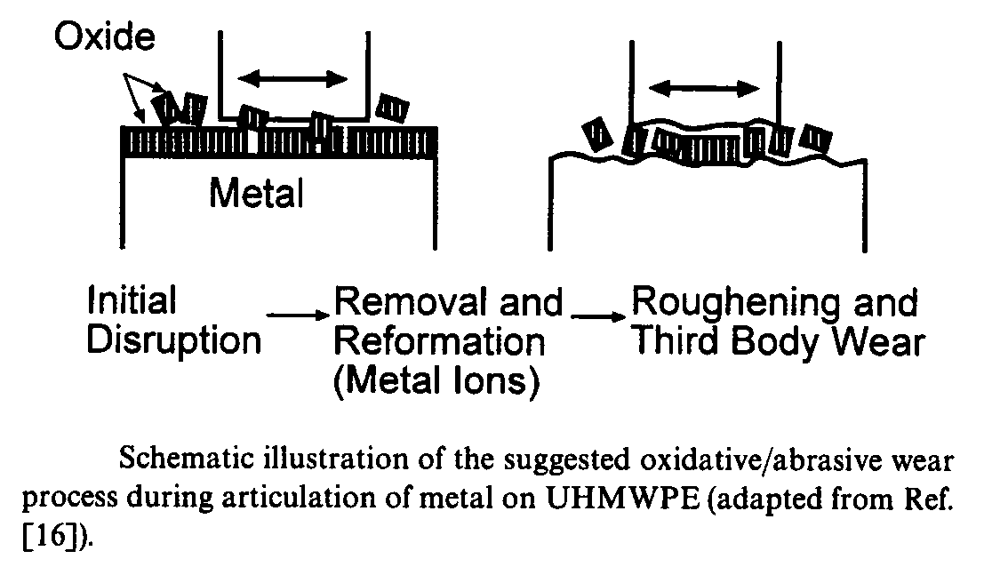 Oxide
Metal
Initial
Disruption
Removal and
Reformation
(Metal Ions)
Roughening and
Third Body Wear
Schematic illustration of the suggested oxidative/abrasive wear
process during articulation of metal on UHMWPE (adapted from Ref.
[16]).